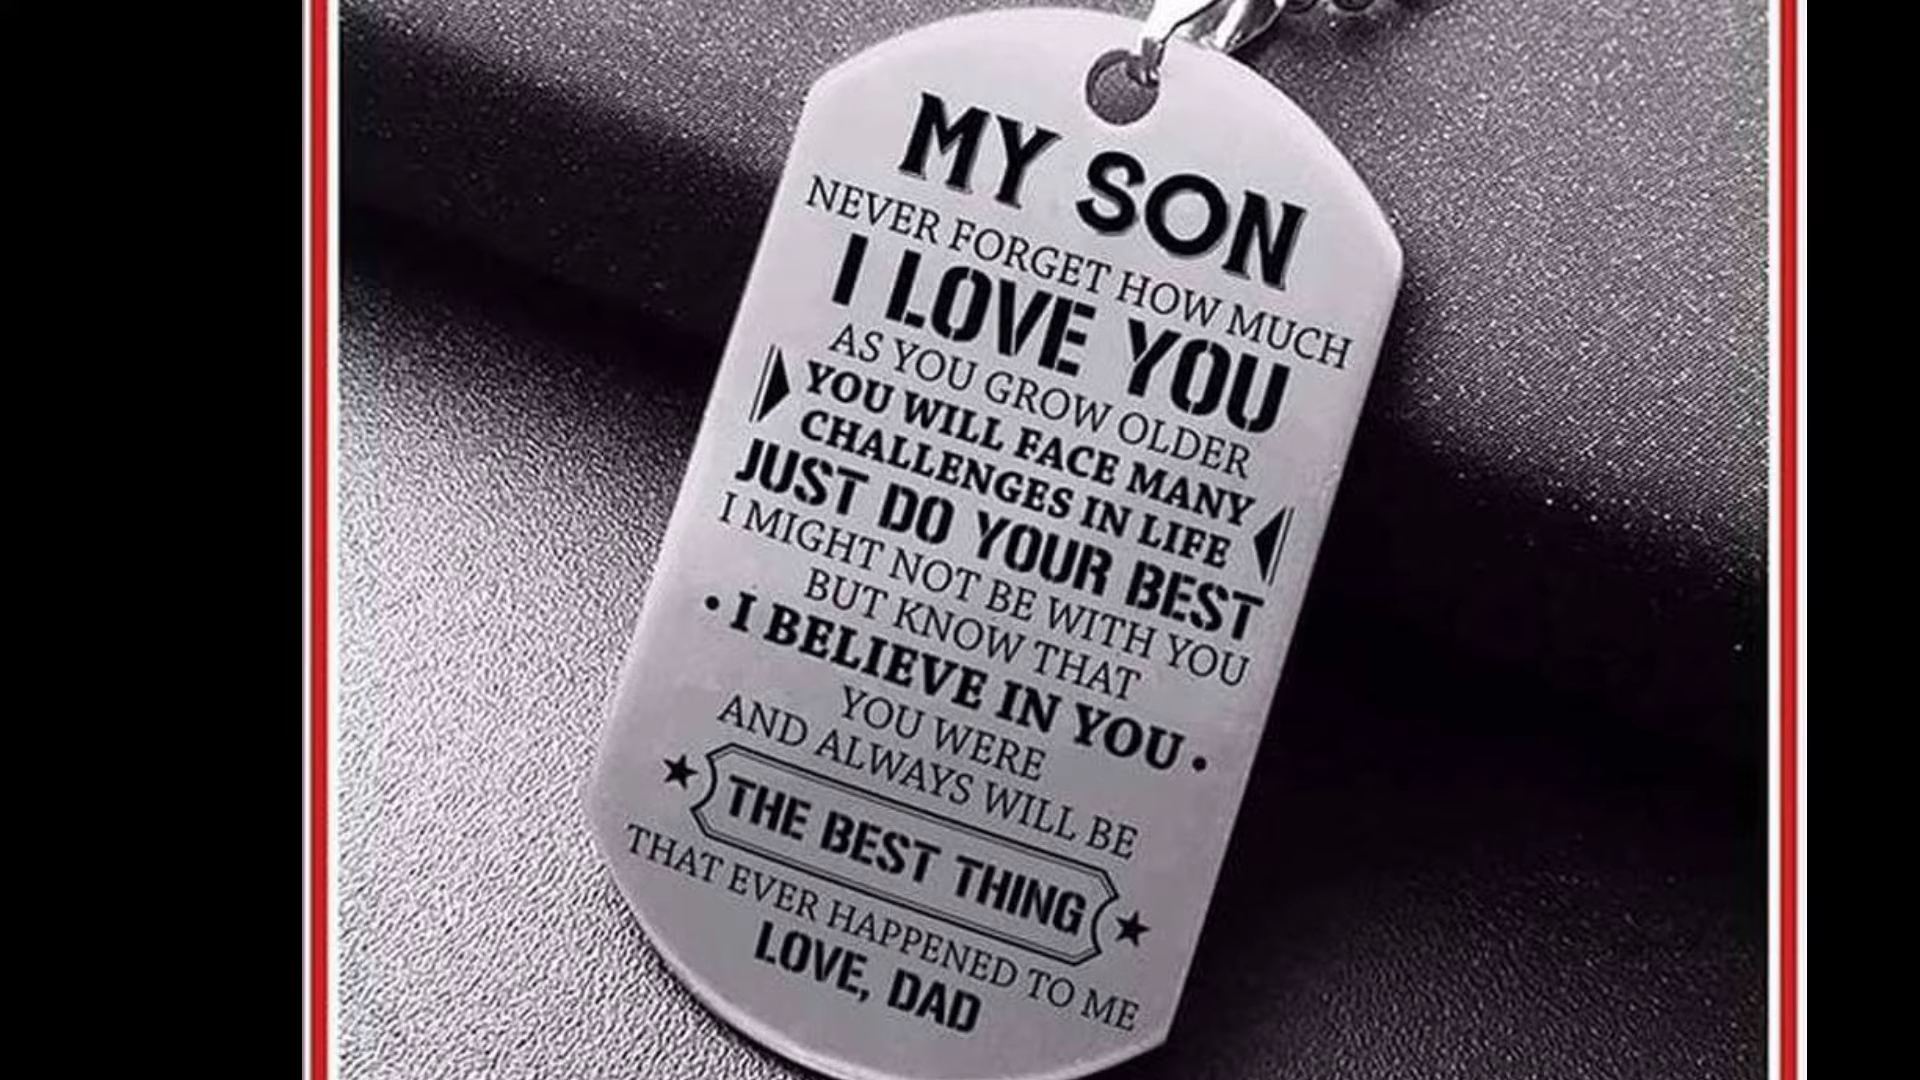 MY SON
NEVER FORGET HOW MUCH
I LOVE YOU
AS YOU GROW OLDER
YOU WILL FACE MANY
CHALLENGES IN LIFE
JUST DO YOUR BEST
I MIGHT NOT BE WITH YOU
BUT KNOW THAT
• I BELIEVE IN YOU •
YOU WERE
AND ALWAYS WILL BE
★ THE BEST THING ★
THAT EVER HAPPENED TO ME
LOVE, DAD